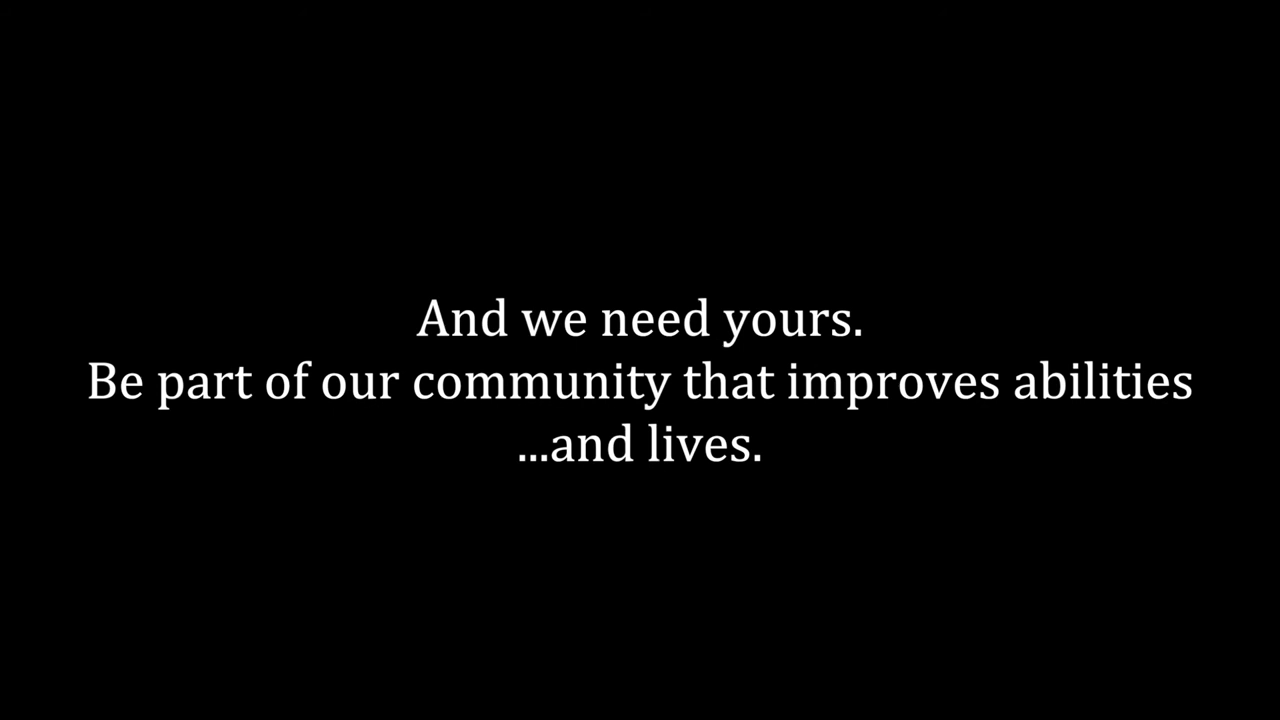 And we need yours.
Be part of our community that improves abilities
...and lives.